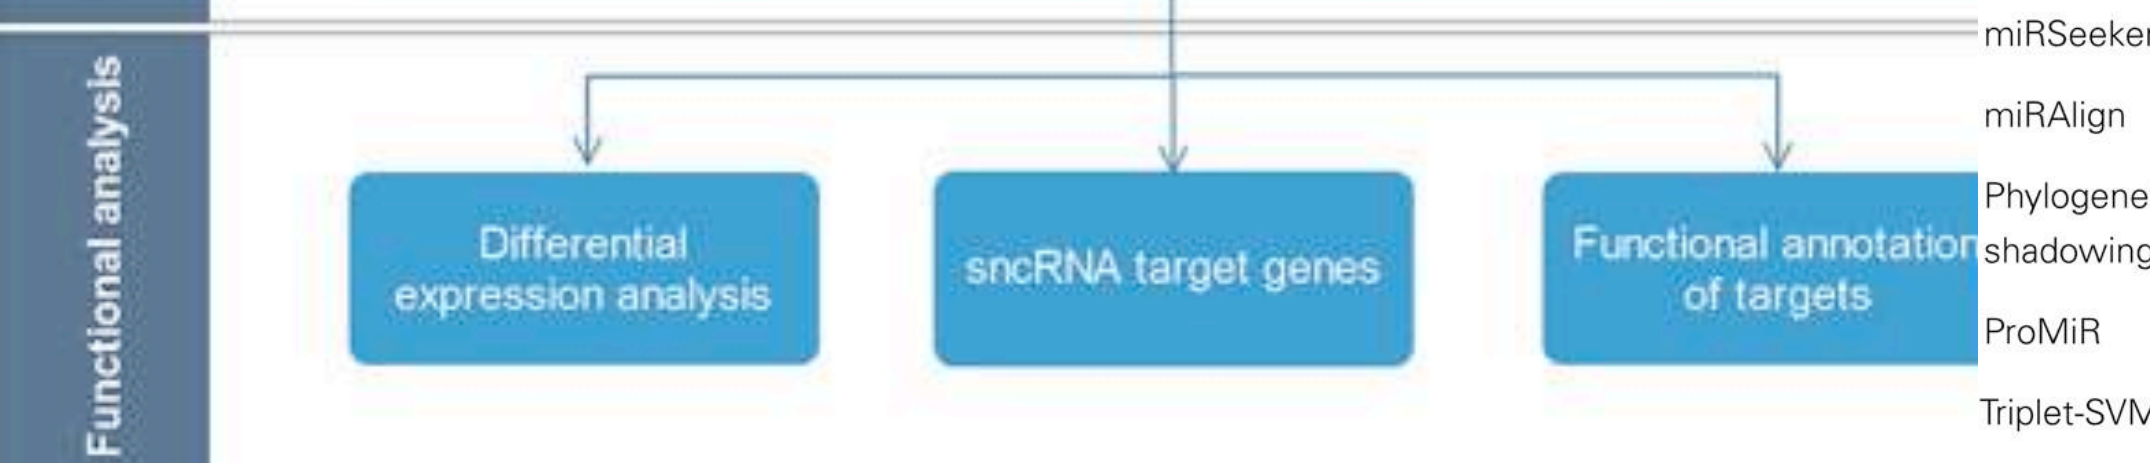 Functional analysis
Differential
expression analysis
sncRNA target genes
Functional annotation
of targets
miRSeeker
miRAlign
Phylogene
shadowing
ProMiR
Triplet-SVM